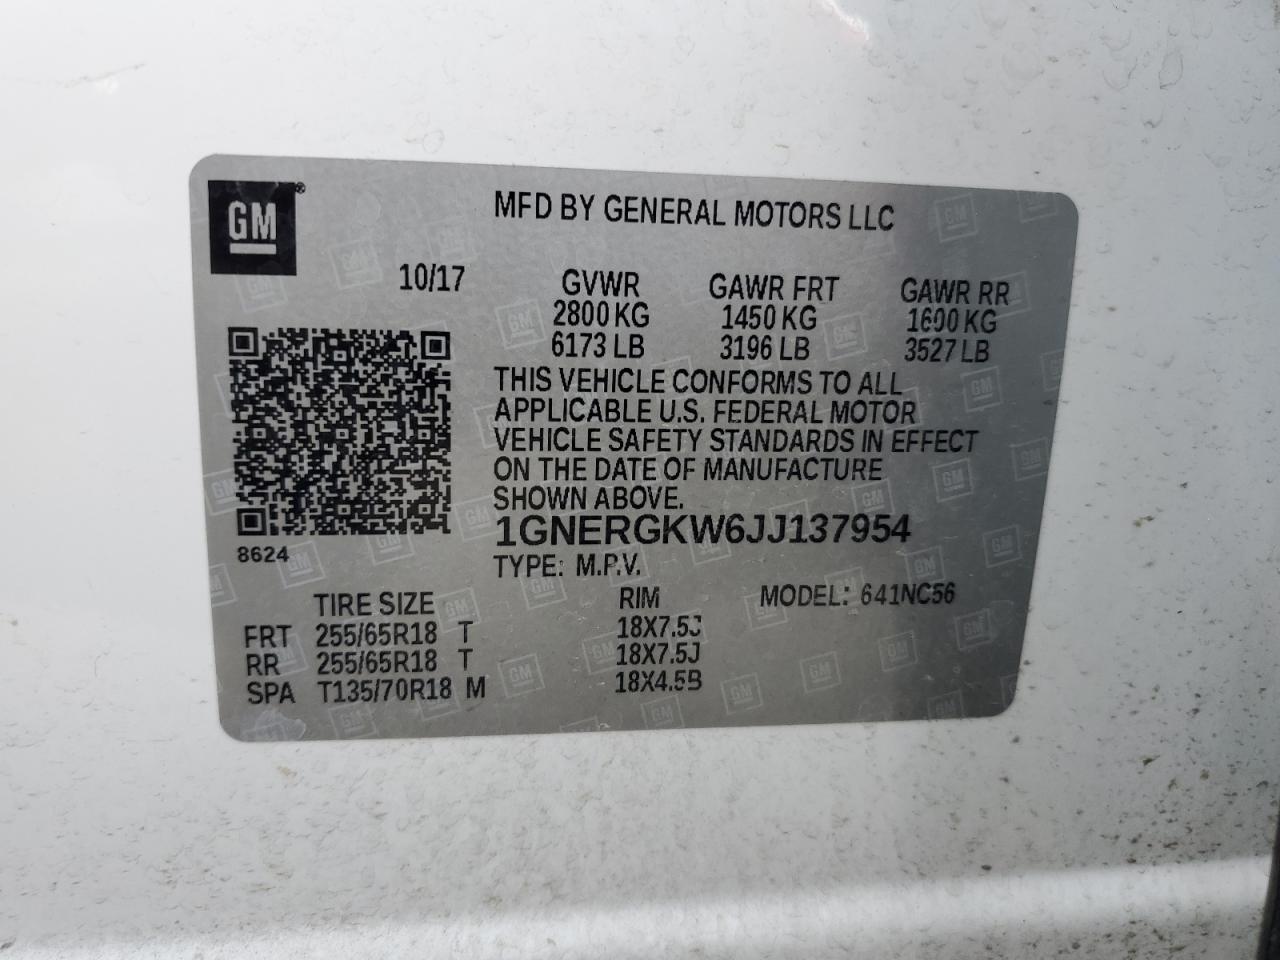 GM®
MFD BY GENERAL MOTORS LLC
10/17 GVWR GAWR FRT GAWR RR
2800 KG 1450 KG 1600 KG
6173 LB 3196 LB 3527 LB
THIS VEHICLE CONFORMS TO ALL
APPLICABLE U.S. FEDERAL MOTOR
VEHICLE SAFETY STANDARDS IN EFFECT
ON THE DATE OF MANUFACTURE
SHOWN ABOVE.
1GNERGKW6JJ137954
8624
TYPE: M.P.V.
TIRE SIZE RIM MODEL: 641NC56
FRT 255/65R18 T 18X7.5J
RR 255/65R18 T 18X7.5J
SPA T135/70R18 M 18X4.5B